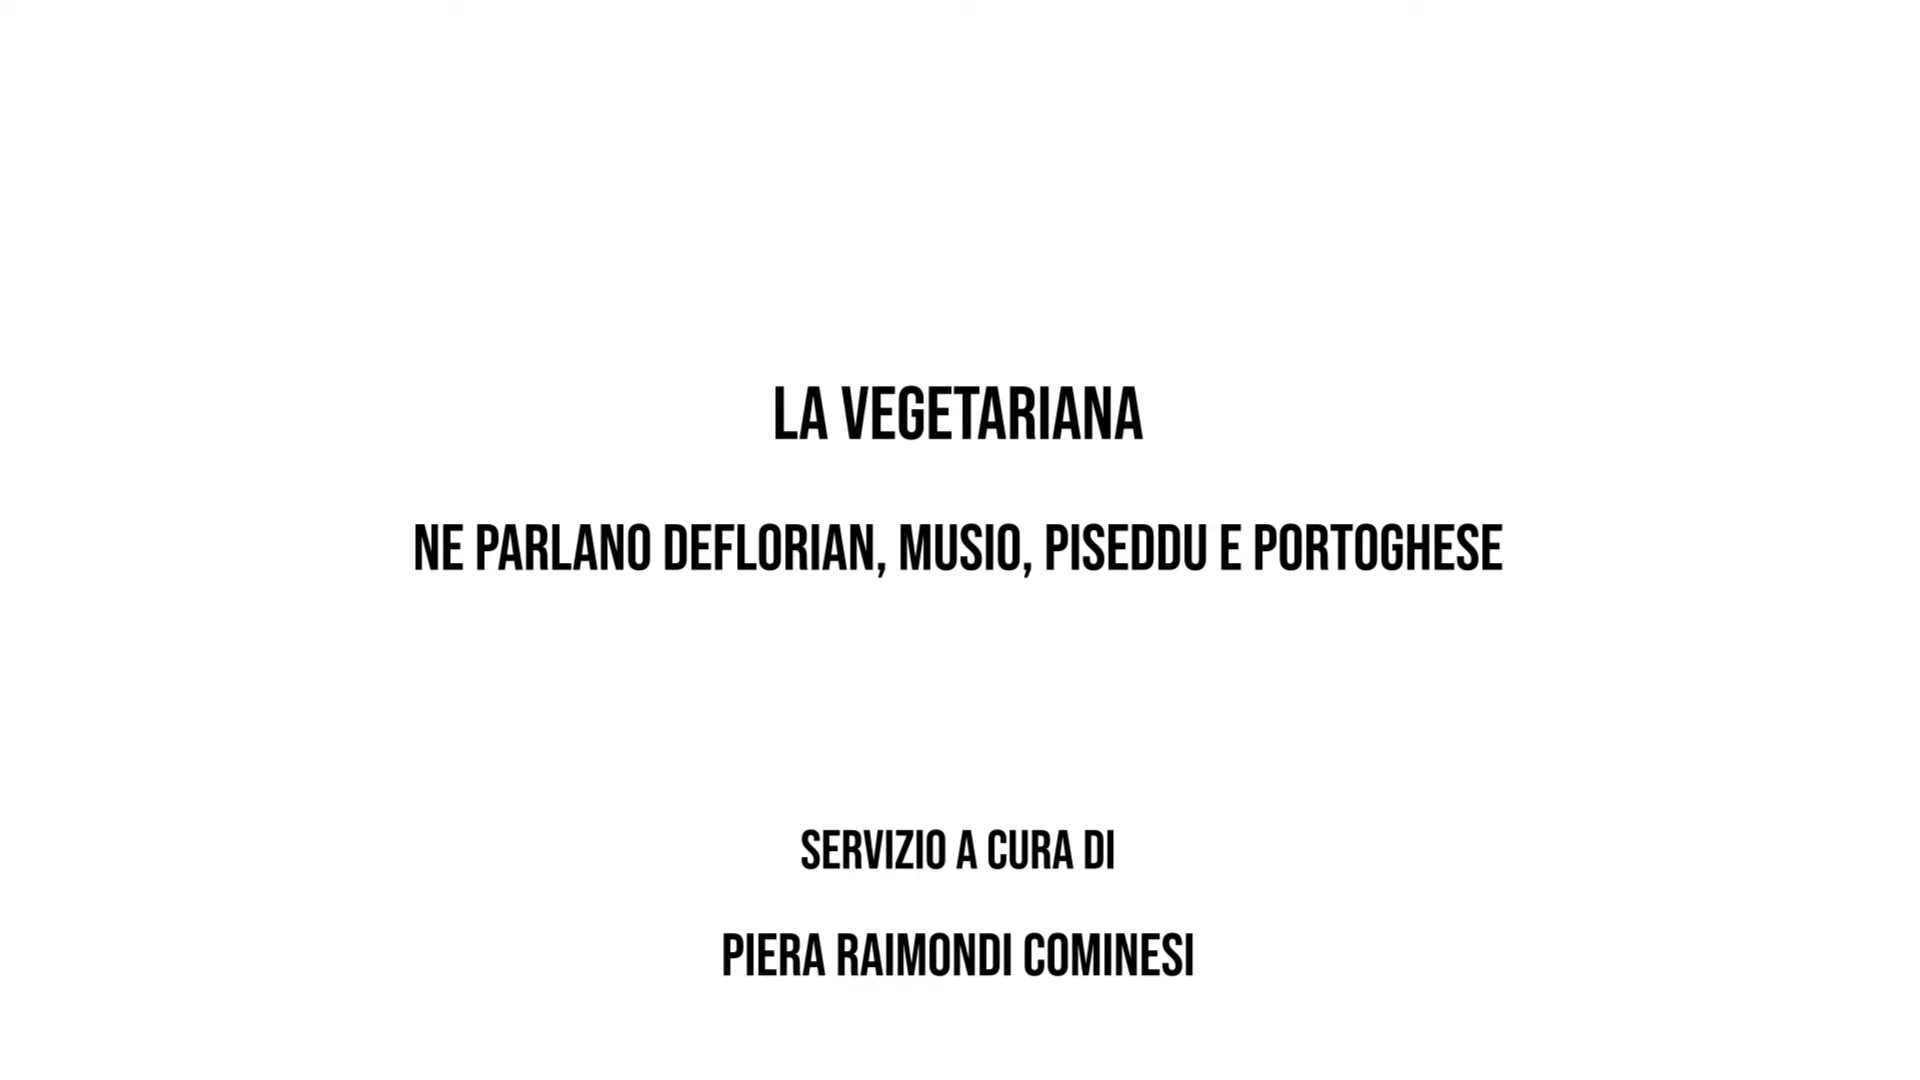 LA VEGETARIANA
NE PARLANO DEFLORIAN, MUSIO, PISEDDU E PORTOGHESE
SERVIZIO A CURA DI
PIERA RAIMONDI COMINESI